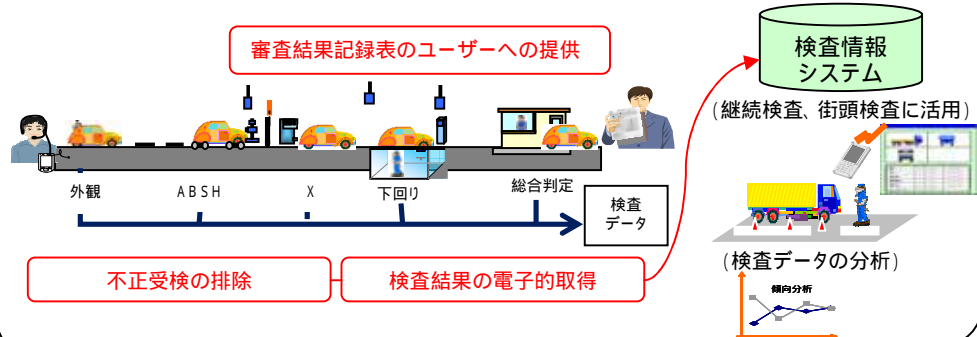 審査結果記録表のユーザーへの提供
検査情報
システム
(継続検査、街頭検査に活用)
外観
ABSH
X
下回り
総合判定
検査
データ
不正受検の排除
検査結果の電子的取得
(検査データの分析)
傾向分析